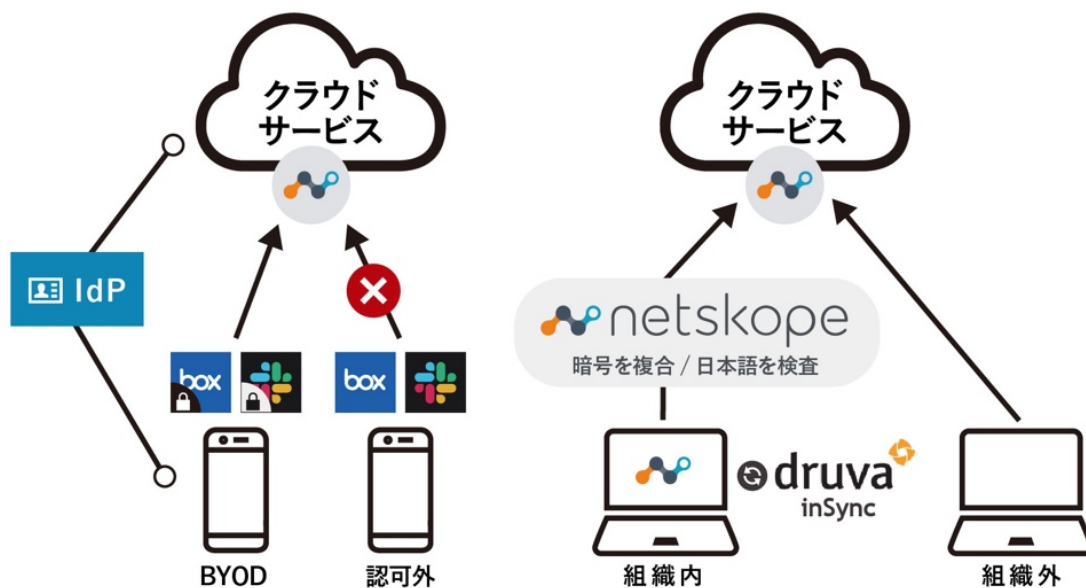 クラウド
サービス
クラウド
サービス
IdP
netskope
暗号を複合 / 日本語を検査
box
box
druva
inSync
BYOD
認可外
組織内
組織外